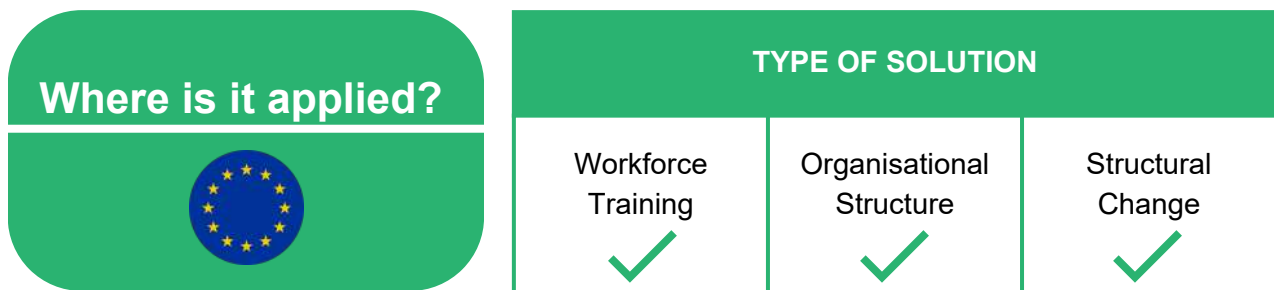 Where is it applied?
TYPE OF SOLUTION
Workforce
Training
Organisational
Structure
Structural
Change